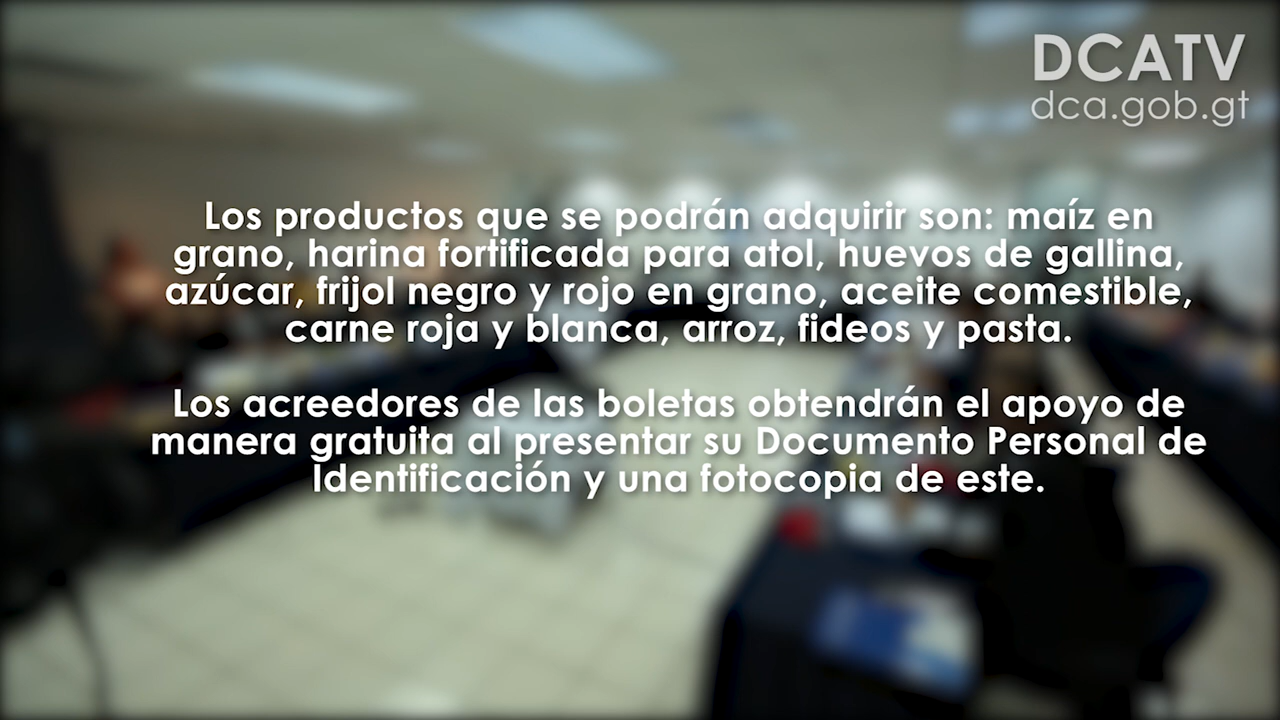 DCATV
dca.gob.gt
Los productos que se podrán adquirir son: maíz en
grano, harina fortificada para atol, huevos de gallina,
azúcar, frijol negro y rojo en grano, aceite comestible,
carne roja y blanca, arroz, fideos y pasta.
Los acreedores de las boletas obtendrán el apoyo de
manera gratuita al presentar su Documento Personal de
Identificación y una fotocopia de este.